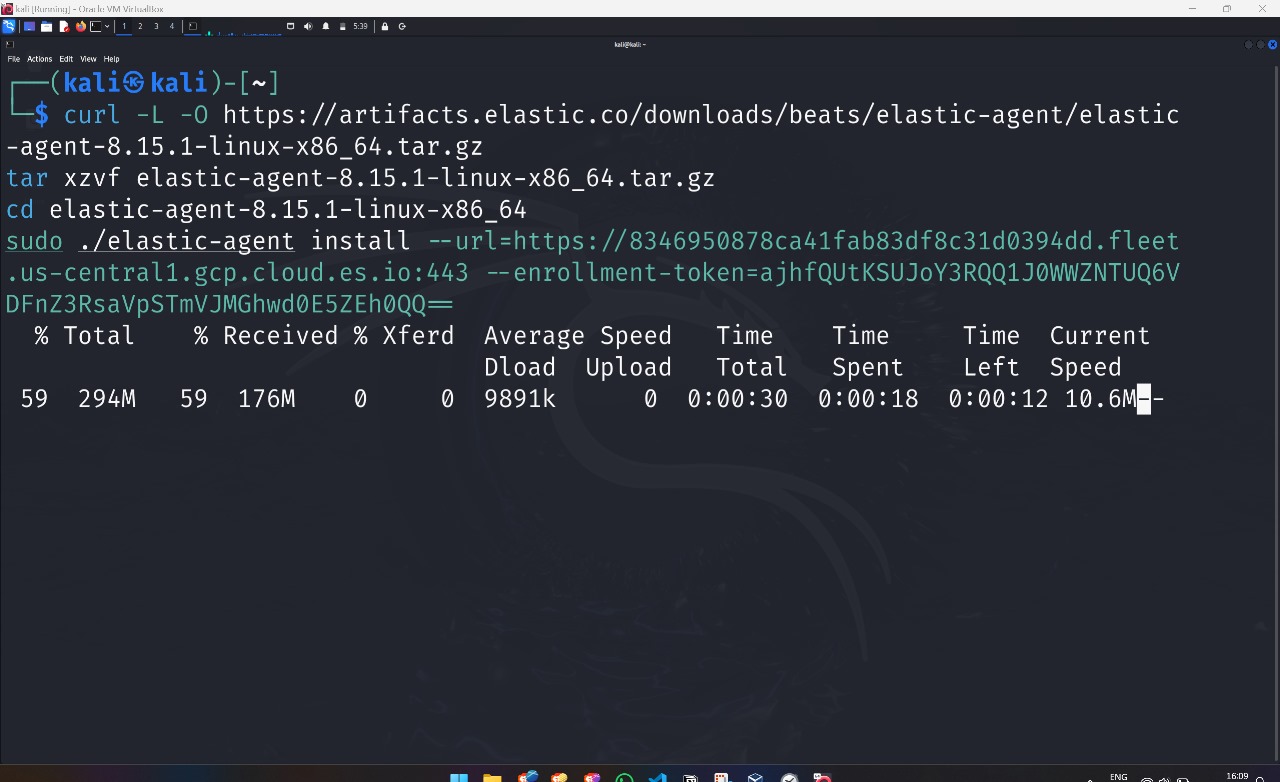 kali [Running] - Oracle VM VirtualBox
1 2 3 4 5:39
kali@kali: ~
File Actions Edit View Help
(kali㉿kali)-[~]
$ curl -L -O https://artifacts.elastic.co/downloads/beats/elastic-agent/elastic
-agent-8.15.1-linux-x86_64.tar.gz
tar xzvf elastic-agent-8.15.1-linux-x86_64.tar.gz
cd elastic-agent-8.15.1-linux-x86_64
sudo ./elastic-agent install --url=https://8346950878ca41fab83df8c31d0394dd.fleet
.us-central1.gcp.cloud.es.io:443 --enrollment-token=ajhfQUtKSUJoY3RQQ1J0WWZNTUQ6V
DFnZ3RsaVpSTmVJMGhwd0E5ZEh0QQ==
% Total % Received % Xferd Average Speed Time Time Time Current
Dload Upload Total Spent Left Speed
59 294M 59 176M 0 0 9891k 0 0:00:30 0:00:18 0:00:12 10.6M--
ENG 16:09